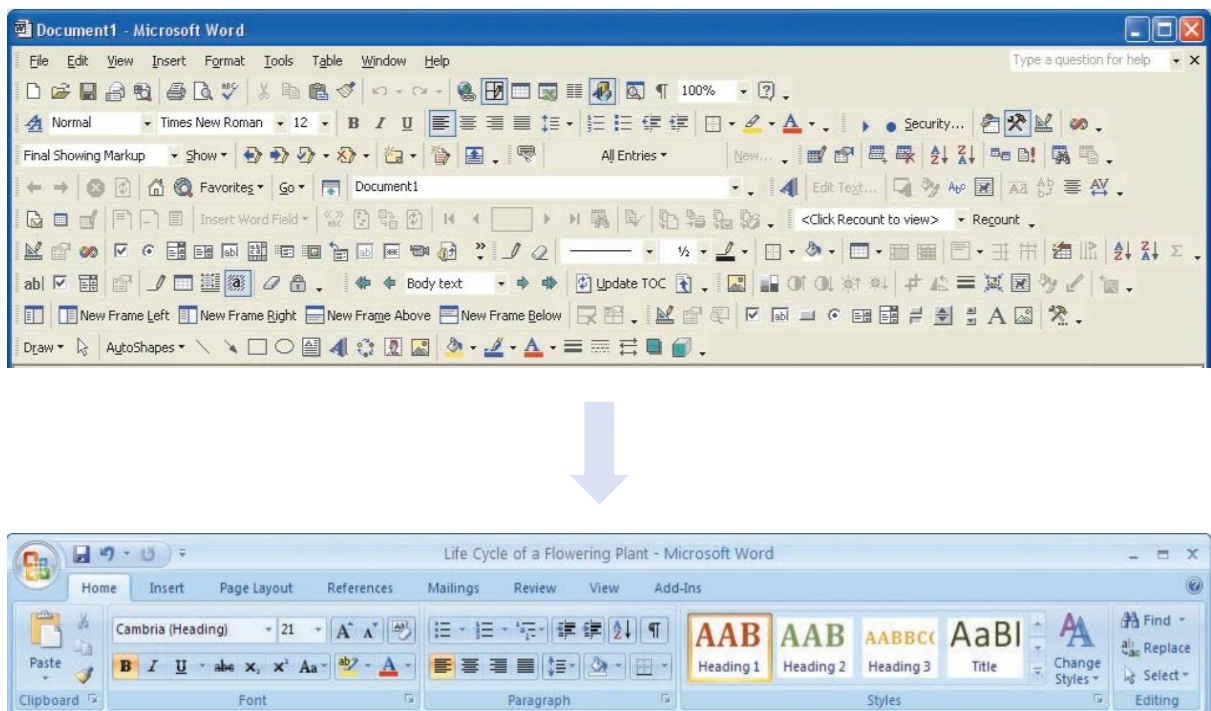 Document1 - Microsoft Word
File Edit View Insert Format Tools Table Window Help Type a question for help
100%
Normal Times New Roman 12 B I U Security...
Final Showing Markup Show All Entries New...
Favorites Go Document1 Edit Text...
Insert Word Field <Click Recount to view> Recount
½
ab| Body text Update TOC
New Frame Left New Frame Right New Frame Above New Frame Below
Draw AutoShapes
Life Cycle of a Flowering Plant - Microsoft Word
Home Insert Page Layout References Mailings Review View Add-Ins
Cambria (Heading) 21 A A Find
AAB AAB AABBCC AaBl Replace
Paste B I U abc x₂ x² Aa ab A Heading 1 Heading 2 Heading 3 Title Change Styles Select
Clipboard Font Paragraph Styles Editing